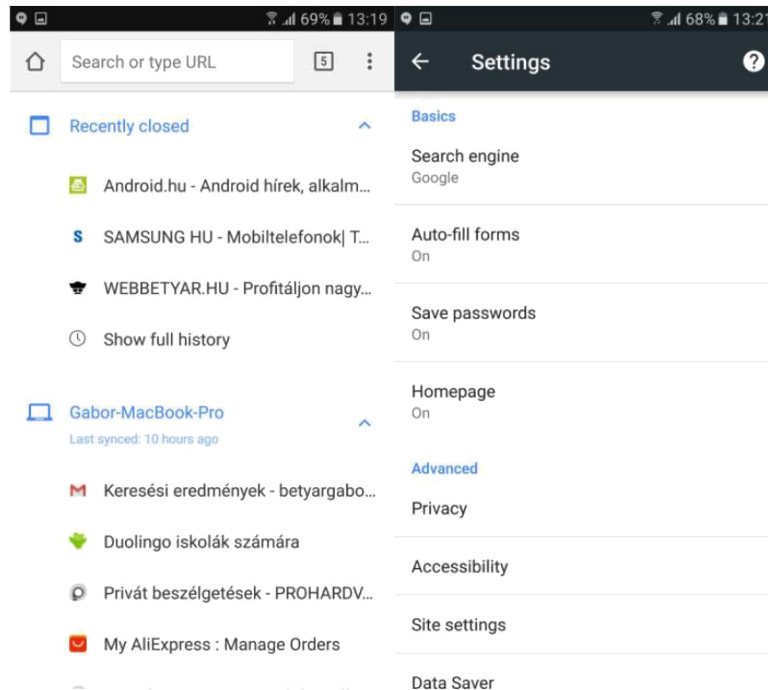 69% 13:19
Search or type URL
5
Recently closed
Android.hu - Android hírek, alkalm...
SAMSUNG HU - Mobiltelefonok| T...
WEBBETYAR.HU - Profitáljon nagy...
Show full history
Gabor-MacBook-Pro
Last synced: 10 hours ago
Keresési eredmények - betyargabo...
Duolingo iskolák számára
Privát beszélgetések - PROHARDV...
My AliExpress : Manage Orders
68% 13:21
Settings
?
Basics
Search engine
Google
Auto-fill forms
On
Save passwords
On
Homepage
On
Advanced
Privacy
Accessibility
Site settings
Data Saver